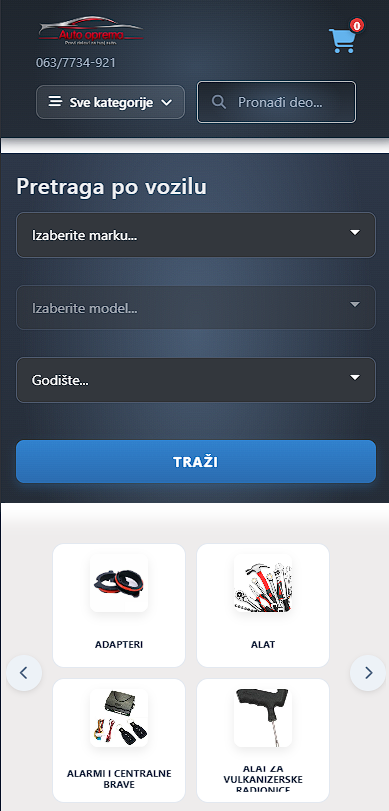 Auto oprema
0
063/7734-921
Sve kategorije
Pronađi deo...
Pretraga po vozilu
Izaberite marku...
Izaberite model...
Godište...
TRAŽI
ADAPTERI
ALAT
ALARMI I CENTRALNE
BRAVE
ALAT ZA
VULKANIZERSKE
RADIONICE